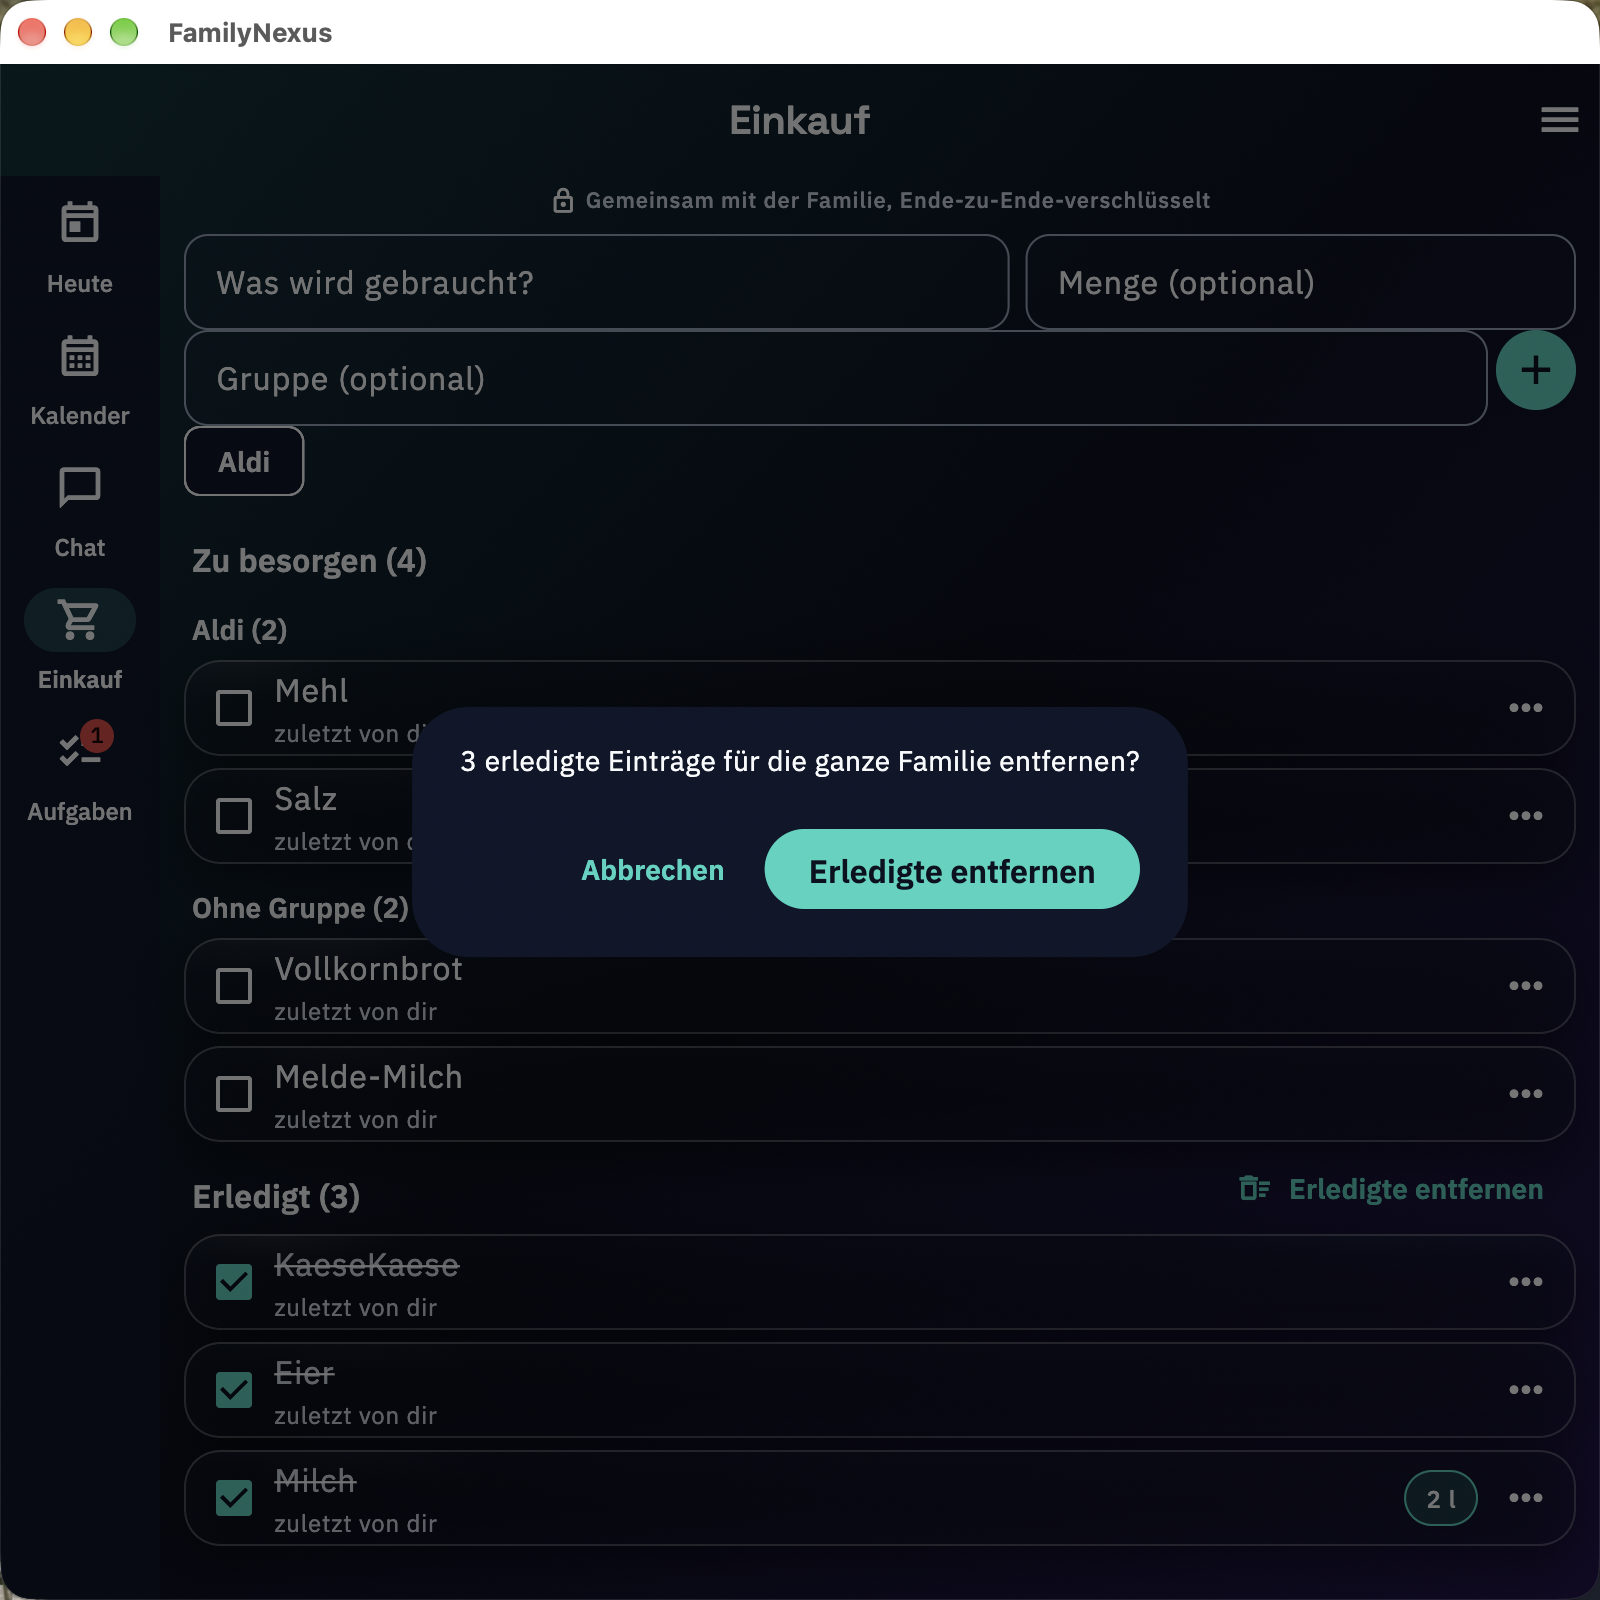 FamilyNexus
Einkauf
Gemeinsam mit der Familie, Ende-zu-Ende-verschlüsselt
Heute
Kalender
Chat
Einkauf
1
Aufgaben
Was wird gebraucht?
Menge (optional)
Gruppe (optional)
Aldi
Zu besorgen (4)
Aldi (2)
Mehl
zuletzt von
Salz
zuletzt von
3 erledigte Einträge für die ganze Familie entfernen?
Abbrechen
Erledigte entfernen
Ohne Gruppe (2)
Vollkornbrot
zuletzt von dir
Melde-Milch
zuletzt von dir
Erledigt (3)
Erledigte entfernen
KaeseKaese
zuletzt von dir
Eier
zuletzt von dir
Milch
zuletzt von dir
2 l